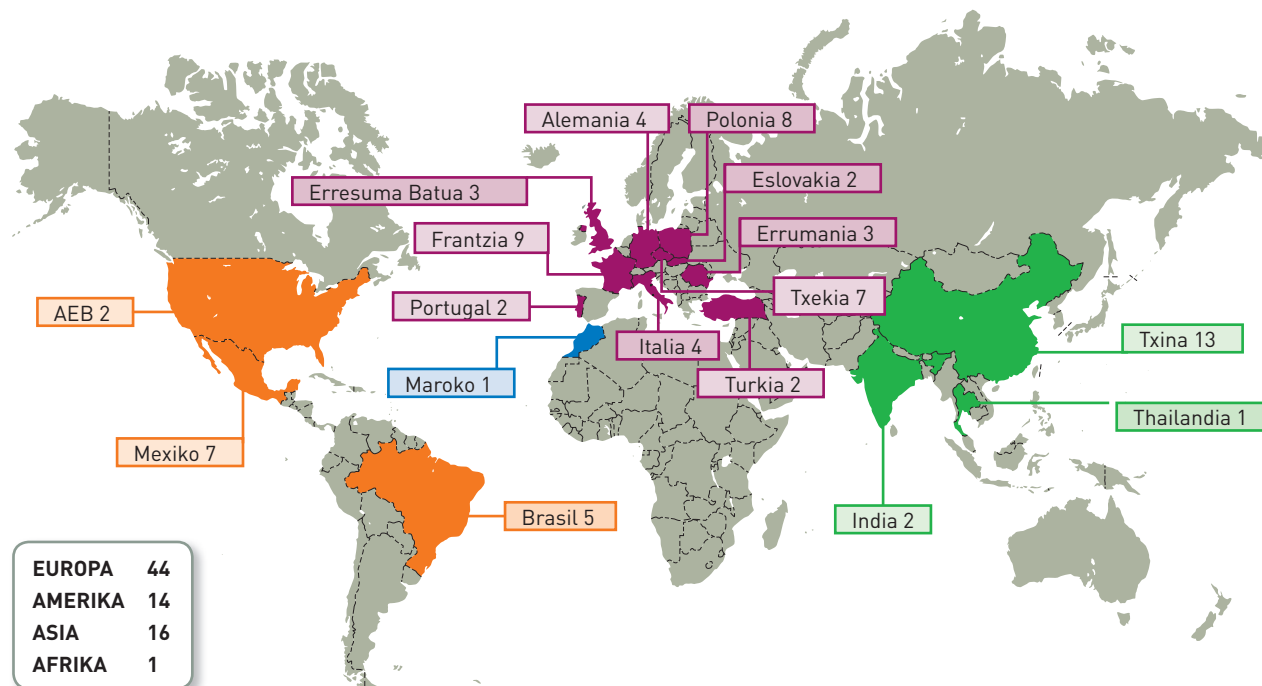 Alemania 4
Polonia 8
Erresuma Batua 3
Eslovakia 2
Frantzia 9
Errumania 3
Txekia 7
Portugal 2
AEB 2
Italia 4
Txina 13
Maroko 1
Turkia 2
Thailandia 1
Mexiko 7
Brasil 5
India 2
EUROPA 44
AMERIKA 14
ASIA 16
AFRIKA 1